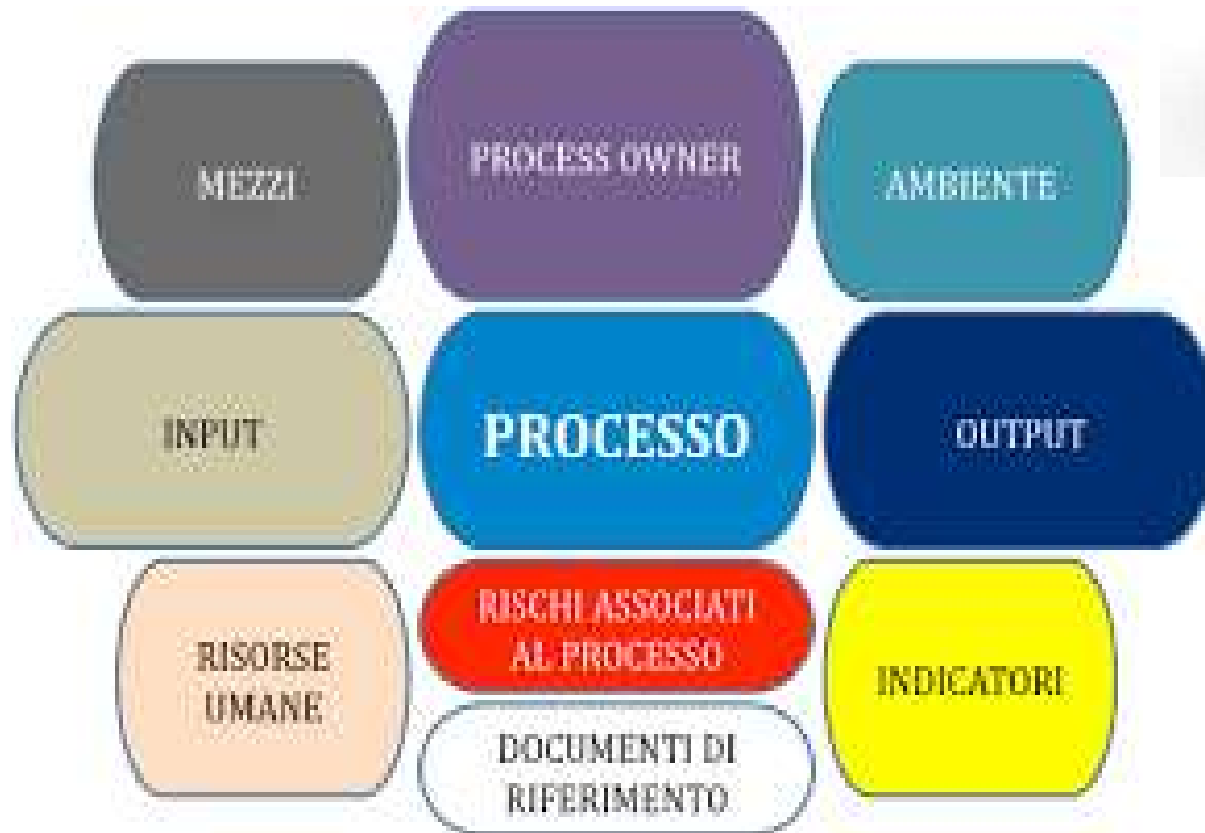 MEZZI
PROCESS OWNER
AMBIENTE
INPUT
PROCESSO
OUTPUT
RISORSE
UMANE
RISCHI ASSOCIATI
AL PROCESSO
INDICATORI
DOCUMENTI DI
RIFERIMENTO